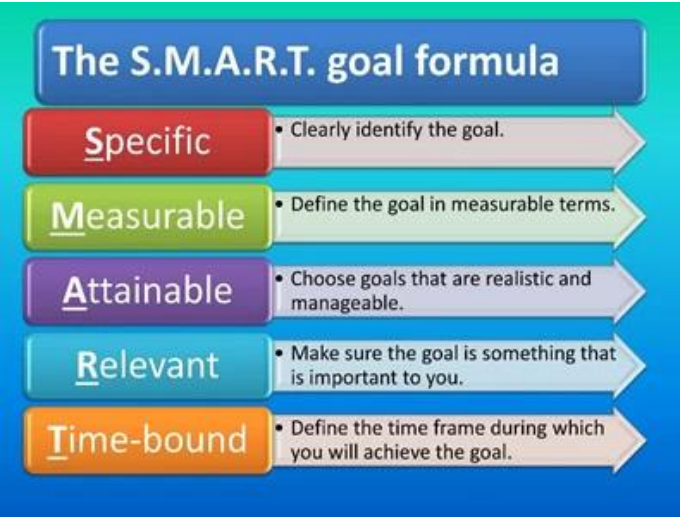 The S.M.A.R.T. goal formula
Specific
• Clearly identify the goal.
Measurable
• Define the goal in measurable terms.
Attainable
• Choose goals that are realistic and
manageable.
Relevant
• Make sure the goal is something that
is important to you.
Time-bound
• Define the time frame during which
you will achieve the goal.